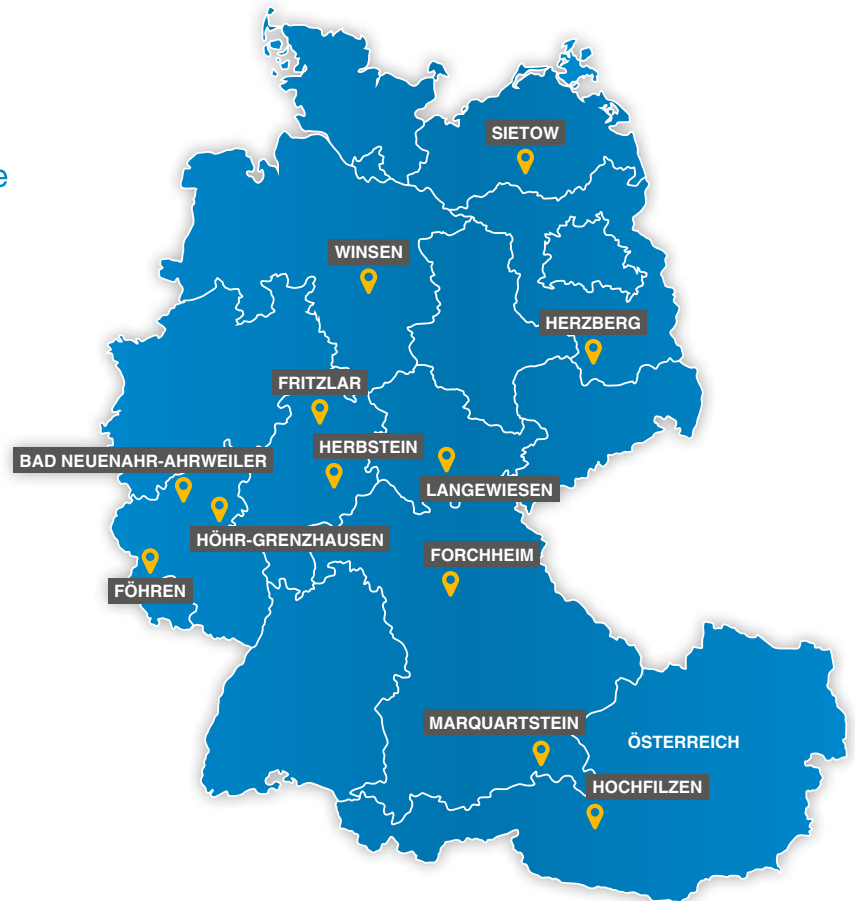 SIETOW
e
WINSEN
HERZBERG
FRITZLAR
HERBSTEIN
BAD NEUENAHR-AHRWEILER
LANGEWIESEN
HÖHR-GRENZHAUSEN
FORCHHEIM
FÖHREN
MARQUARTSTEIN
ÖSTERREICH
HOCHFILZEN